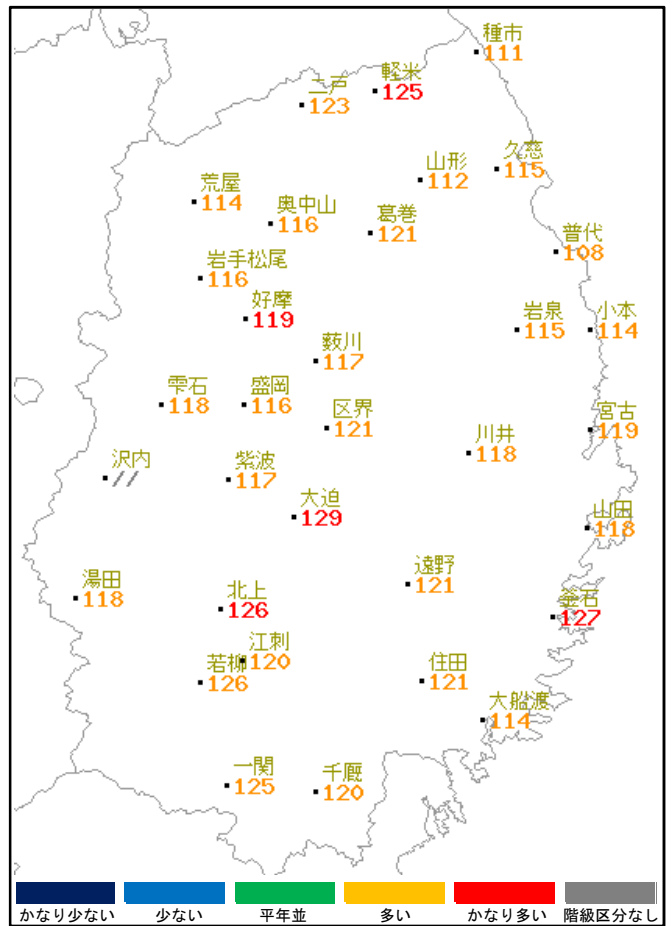 種市
111
軽米
125
二戸
123
久慈
115
山形
112
荒屋
114
奥中山
116
葛巻
121
普代
108
岩手松尾
116
好摩
119
岩泉
115
小本
114
薮川
117
雫石
118
盛岡
116
区界
121
宮古
119
川井
118
沢内
//
紫波
117
大迫
129
山田
118
湯田
118
遠野
121
北上
126
釜石
127
江刺
120
若柳
126
住田
121
大船渡
114
一関
125
千厩
120
かなり少ない 少ない 平年並 多い かなり多い 階級区分なし